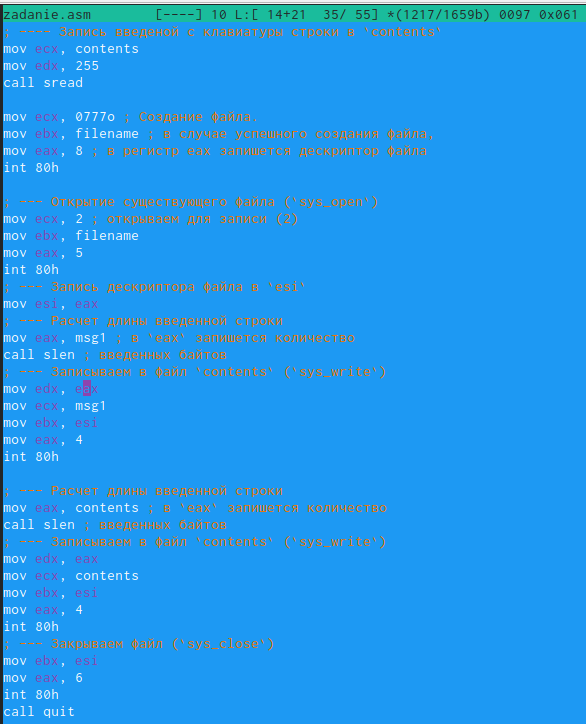 zadanie.asm [----] 10 L:[ 14+21 35/ 55] *(1217/1659b) 0097 0x061
; ---- Запись введеной с клавиатуры строки в `contents`
mov ecx, contents
mov edx, 255
call sread
mov ecx, 0777o ; Создание файла.
mov ebx, filename ; в случае успешного создания файла,
mov eax, 8 ; в регистр eax запишется дескриптор файла
int 80h
; --- Открытие существующего файла (`sys_open`)
mov ecx, 2 ; открываем для записи (2)
mov ebx, filename
mov eax, 5
int 80h
; --- Запись дескриптора файла в `esi`
mov esi, eax
; --- Расчет длины введенной строки
mov eax, msg1 ; в `eax` запишется количество
call slen ; введенных байтов
; --- Записываем в файл `contents` (`sys_write`)
mov edx, eax
mov ecx, msg1
mov ebx, esi
mov eax, 4
int 80h
; --- Расчет длины введенной строки
mov eax, contents ; в `eax` запишется количество
call slen ; введенных байтов
; --- Записываем в файл `contents` (`sys_write`)
mov edx, eax
mov ecx, contents
mov ebx, esi
mov eax, 4
int 80h
; --- Закрываем файл (`sys_close`)
mov ebx, esi
mov eax, 6
int 80h
call quit